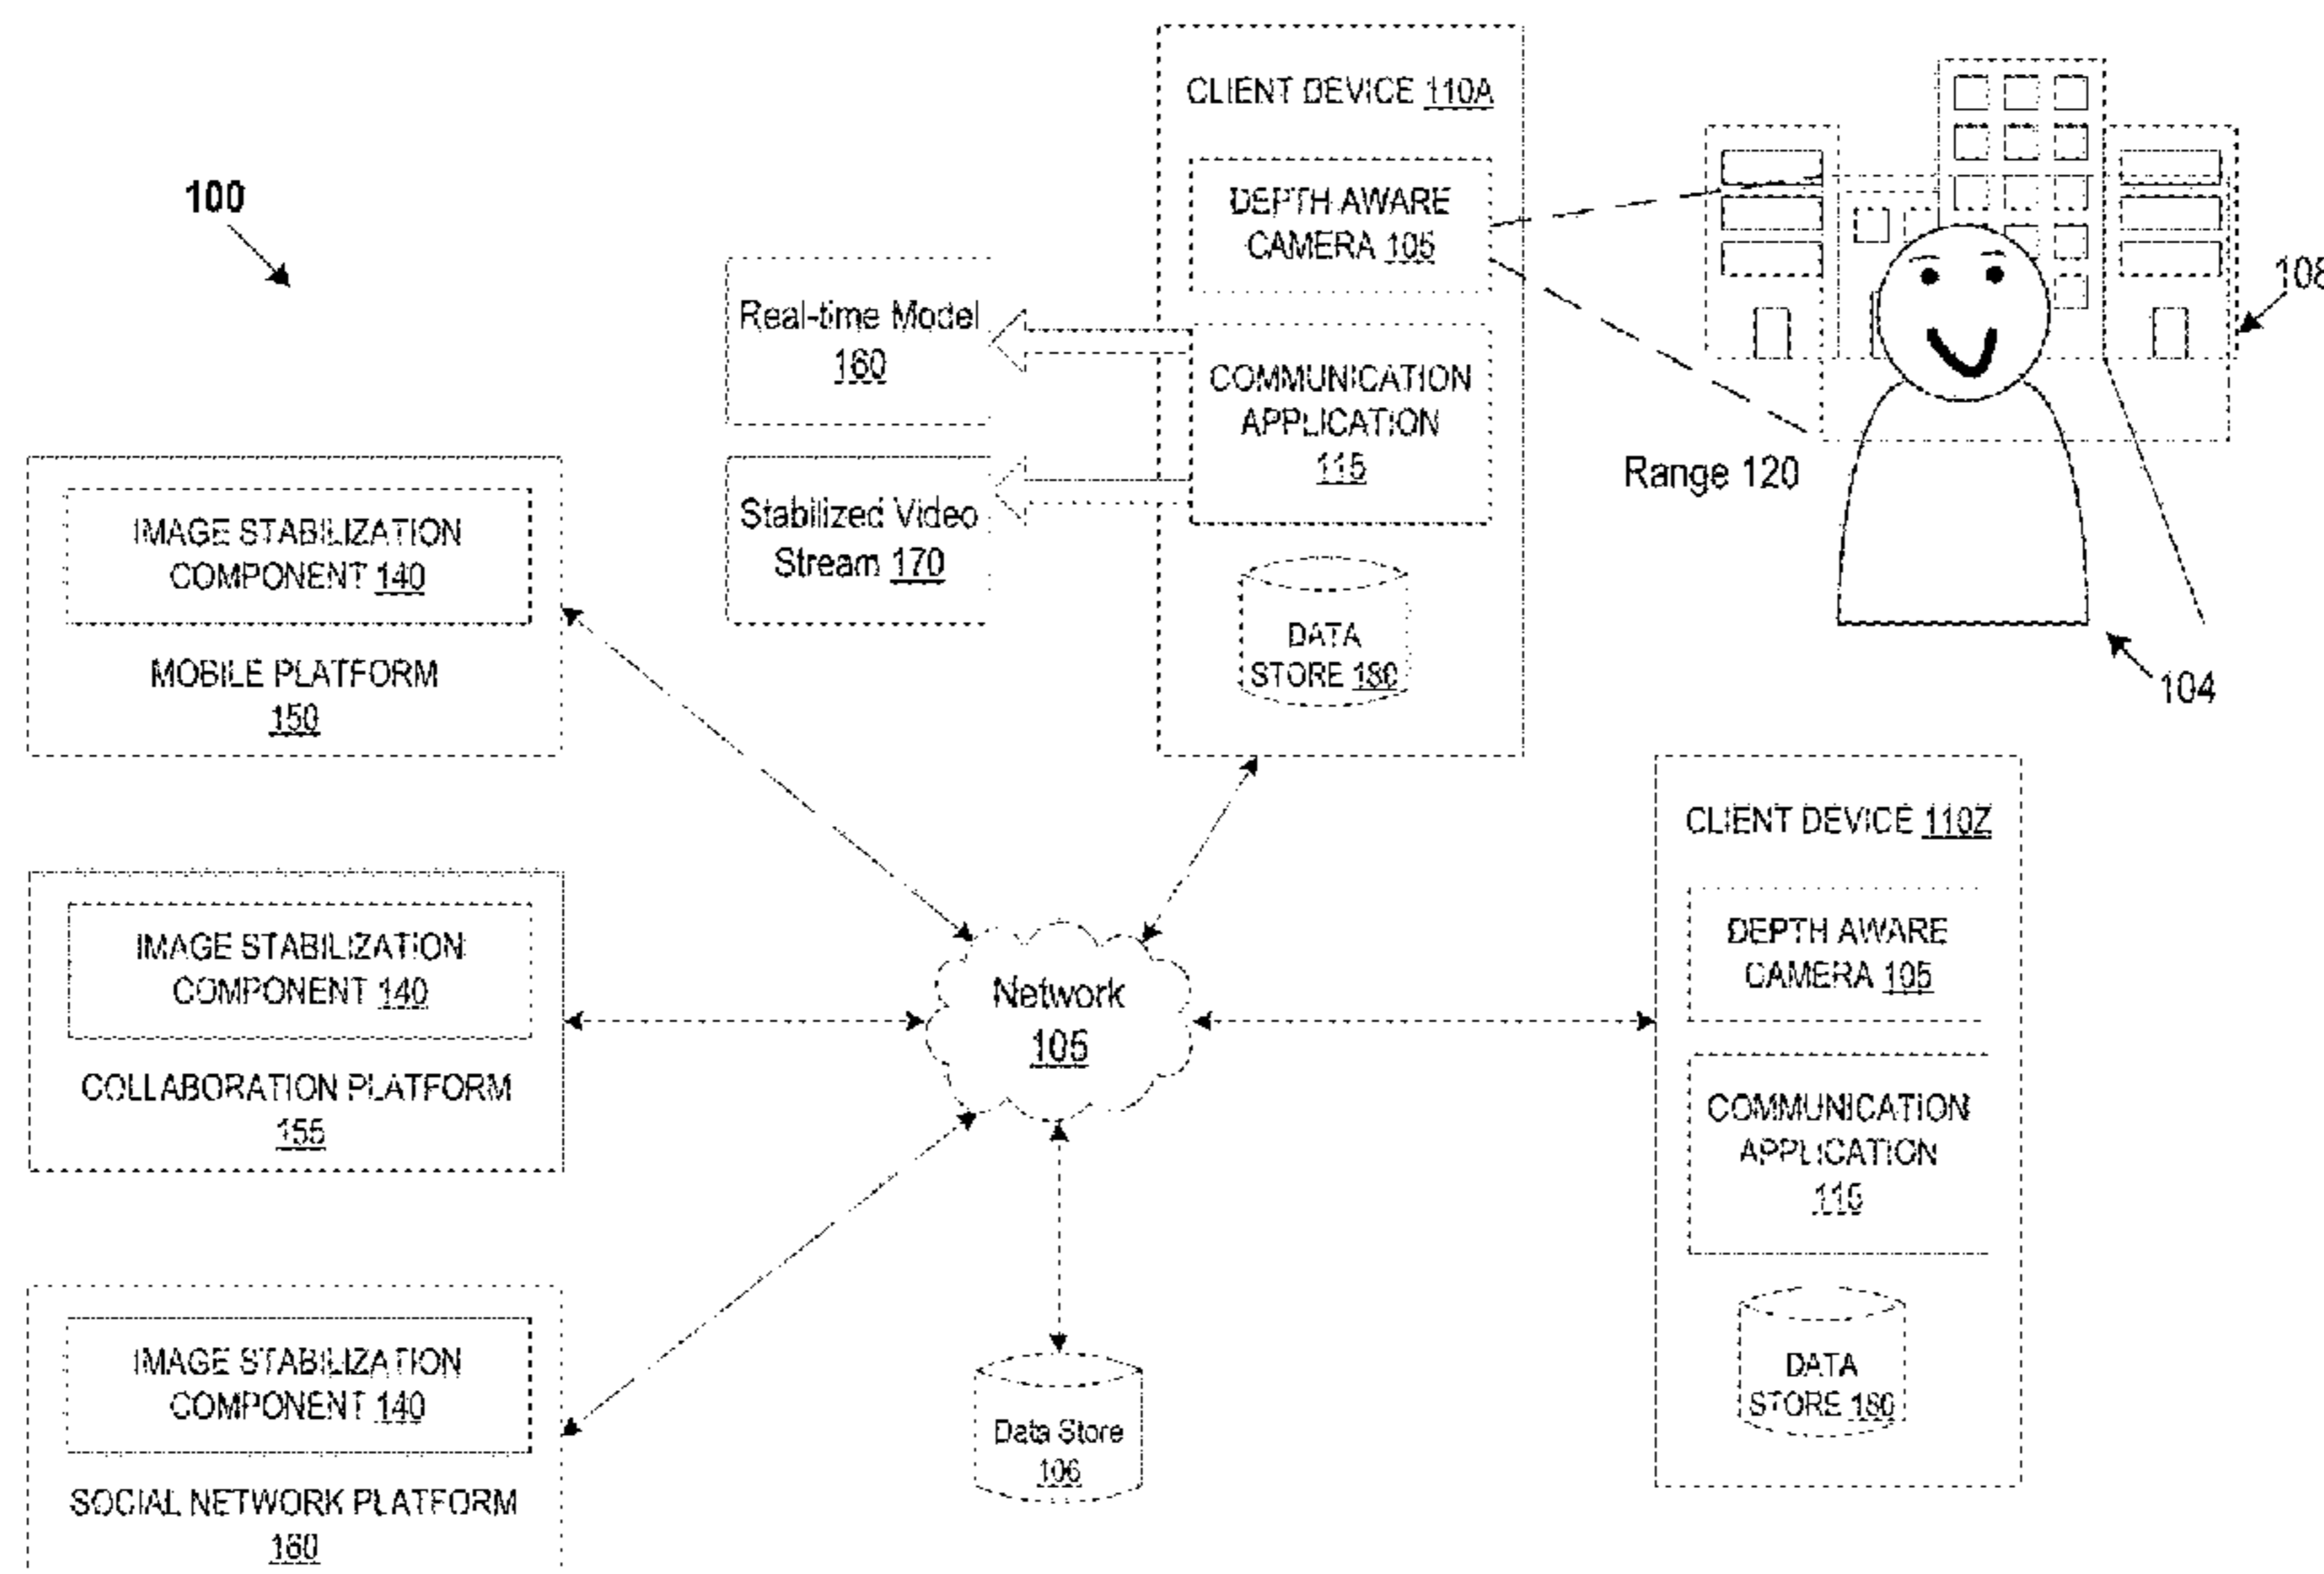 100
CLIENT DEVICE 110A
DEPTH AWARE
CAMERA 105
COMMUNICATION
APPLICATION
115
DATA
STORE 180
Real-time Model
160
Stabilized Video
Stream 170
Range 120
108
104
IMAGE STABILIZATION
COMPONENT 140
MOBILE PLATFORM
150
IMAGE STABILIZATION
COMPONENT 140
COLLABORATION PLATFORM
155
IMAGE STABILIZATION
COMPONENT 140
SOCIAL NETWORK PLATFORM
160
Network
105
Data Store
106
CLIENT DEVICE 110Z
DEPTH AWARE
CAMERA 105
COMMUNICATION
APPLICATION
115
DATA
STORE 180